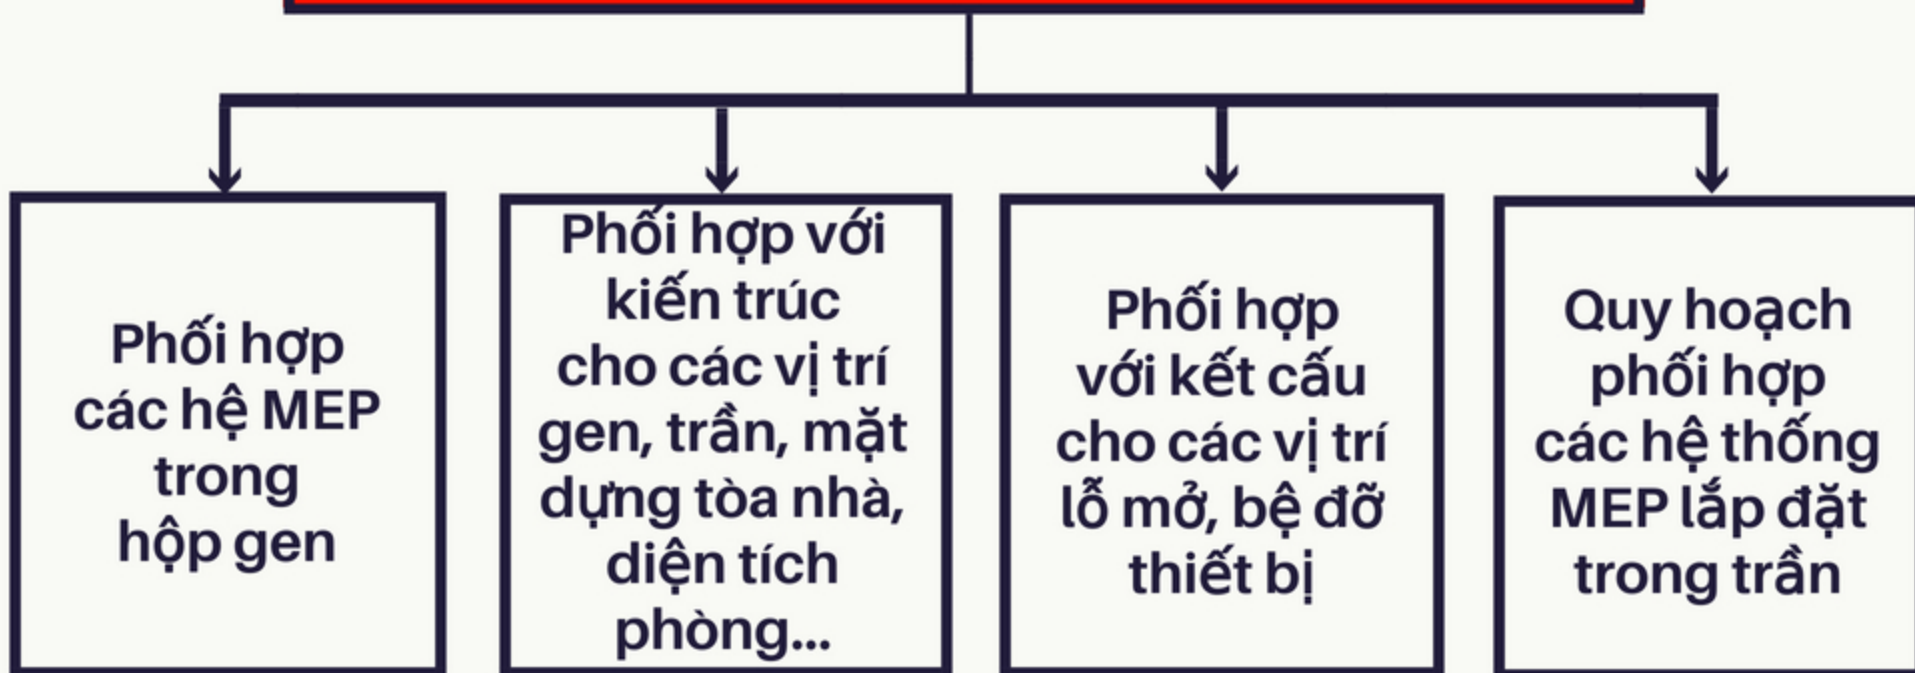 Phối hợp
các hệ MEP
trong
hộp gen
Phối hợp với
kiến trúc
cho các vị trí
gen, trần, mặt
dựng tòa nhà,
diện tích
phòng...
Phối hợp
với kết cấu
cho các vị trí
lỗ mở, bệ đỡ
thiết bị
Quy hoạch
phối hợp
các hệ thống
MEP lắp đặt
trong trần